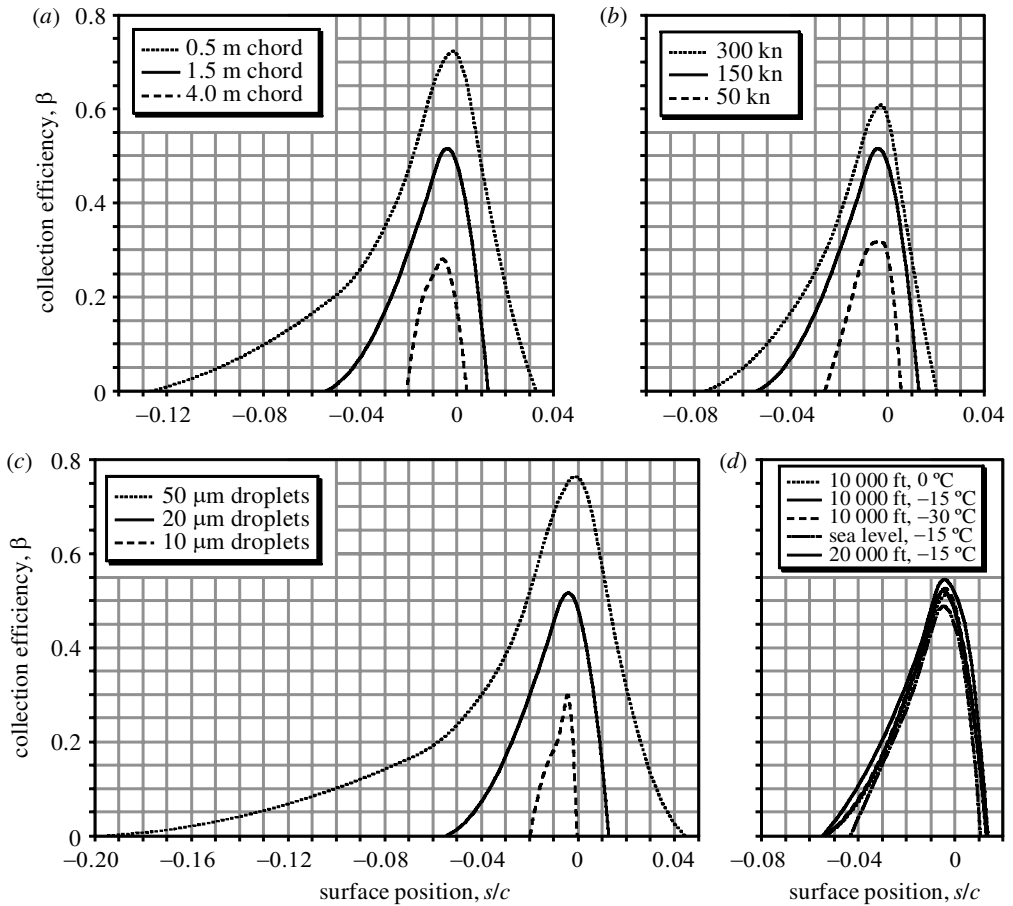 (a)
0.5 m chord
1.5 m chord
4.0 m chord
0.8
0.6
0.4
0.2
0
collection efficiency, β
−0.12 −0.08 −0.04 0 0.04
(b)
300 kn
150 kn
50 kn
−0.08 −0.04 0 0.04
(c)
50 μm droplets
20 μm droplets
10 μm droplets
0.8
0.6
0.4
0.2
0
collection efficiency, β
−0.20 −0.16 −0.12 −0.08 −0.04 0 0.04
surface position, s/c
(d)
10 000 ft, 0 ºC
10 000 ft, −15 ºC
10 000 ft, −30 ºC
sea level, −15 ºC
20 000 ft, −15 ºC
−0.08 −0.04 0
surface position, s/c